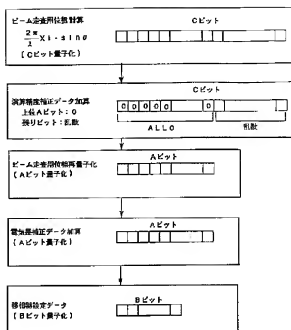 ビーム走査用位相計算
Cビット
2π/λ X i・sinθ
(Cビット量子化)
演算精度補正データ加算
Cビット
上位Aビット:0
0 0 0 0 0 0
残りビット:乱数
ALL0
乱数
ビーム走査用位相再量子化
Aビット
(Aビット量子化)
電気長補正データ加算
Aビット
(Aビット量子化)
移相器設定データ
Bビット
(Bビット量子化)